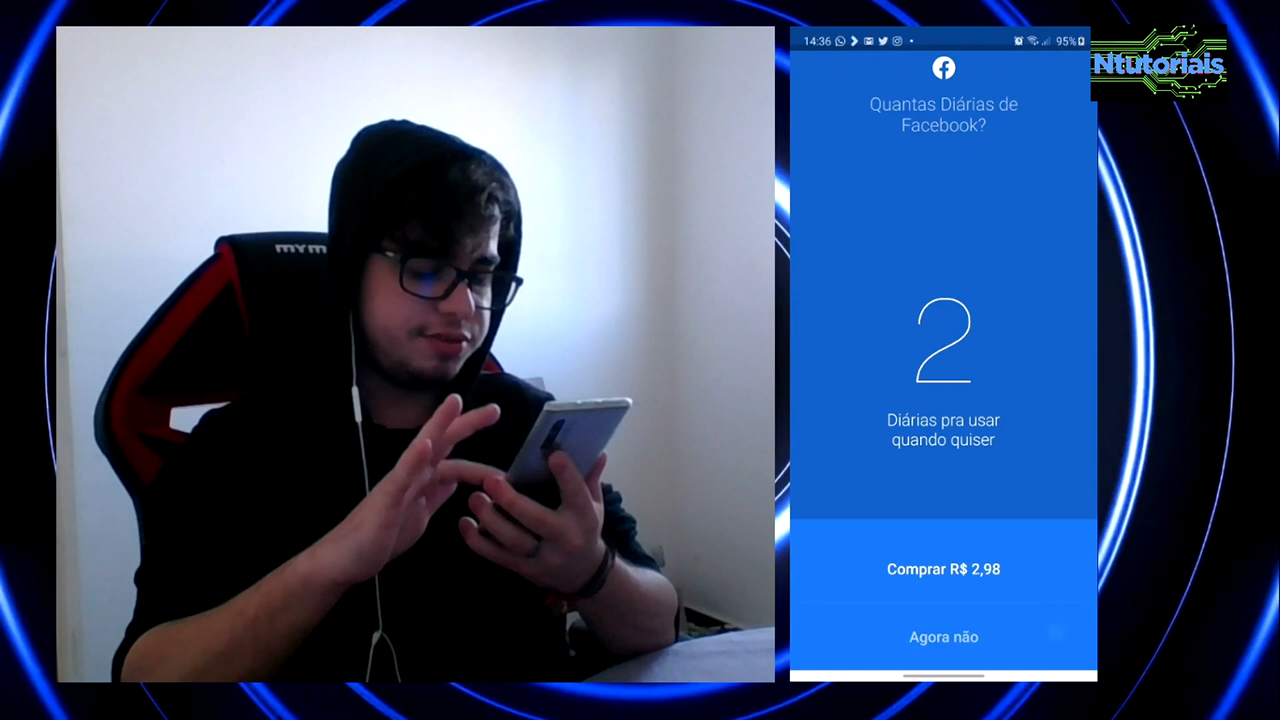 MYM
14:36
95%
Ntutoriais
Quantas Diárias de
Facebook?
2
Diárias pra usar
quando quiser
Comprar R$ 2,98
Agora não